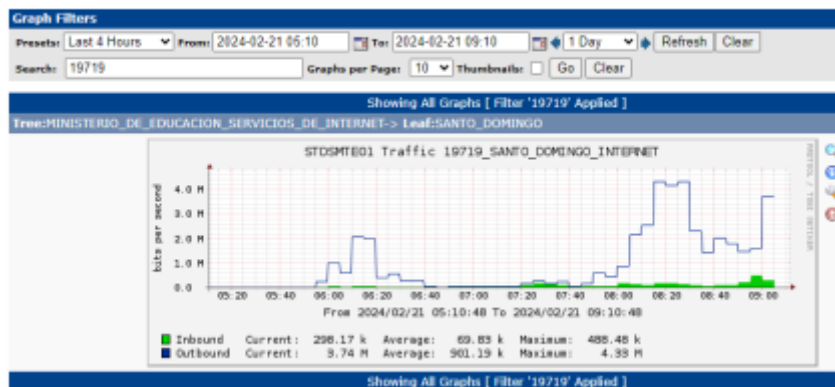 Graph Filters
Presets: Last 4 Hours From: 2024-02-21 05:10 To: 2024-02-21 09:10 1 Day Refresh Clear
Search: 19719 Graphs per Page: 10 Thumbnails: Go Clear
Showing All Graphs [ Filter '19719' Applied ]
Tree:MINISTERIO_DE_EDUCACION_SERVICIOS_DE_INTERNET-> Leaf:SANTO_DOMINGO
STDSMTE01 Traffic 19719_SANTO_DOMINGO_INTERNET
bits per second
4.0 M
3.0 M
2.0 M
1.0 M
0.0
05:20 05:40 06:00 06:20 06:40 07:00 07:20 07:40 08:00 08:20 08:40 09:00
From 2024/02/21 05:10:48 To 2024/02/21 09:10:48
Inbound Current: 298.17 k Average: 69.83 k Maximum: 488.48 k
Outbound Current: 3.74 M Average: 901.19 k Maximum: 4.33 M
RRDTOOL / TOBI OETIKER
Showing All Graphs [ Filter '19719' Applied ]